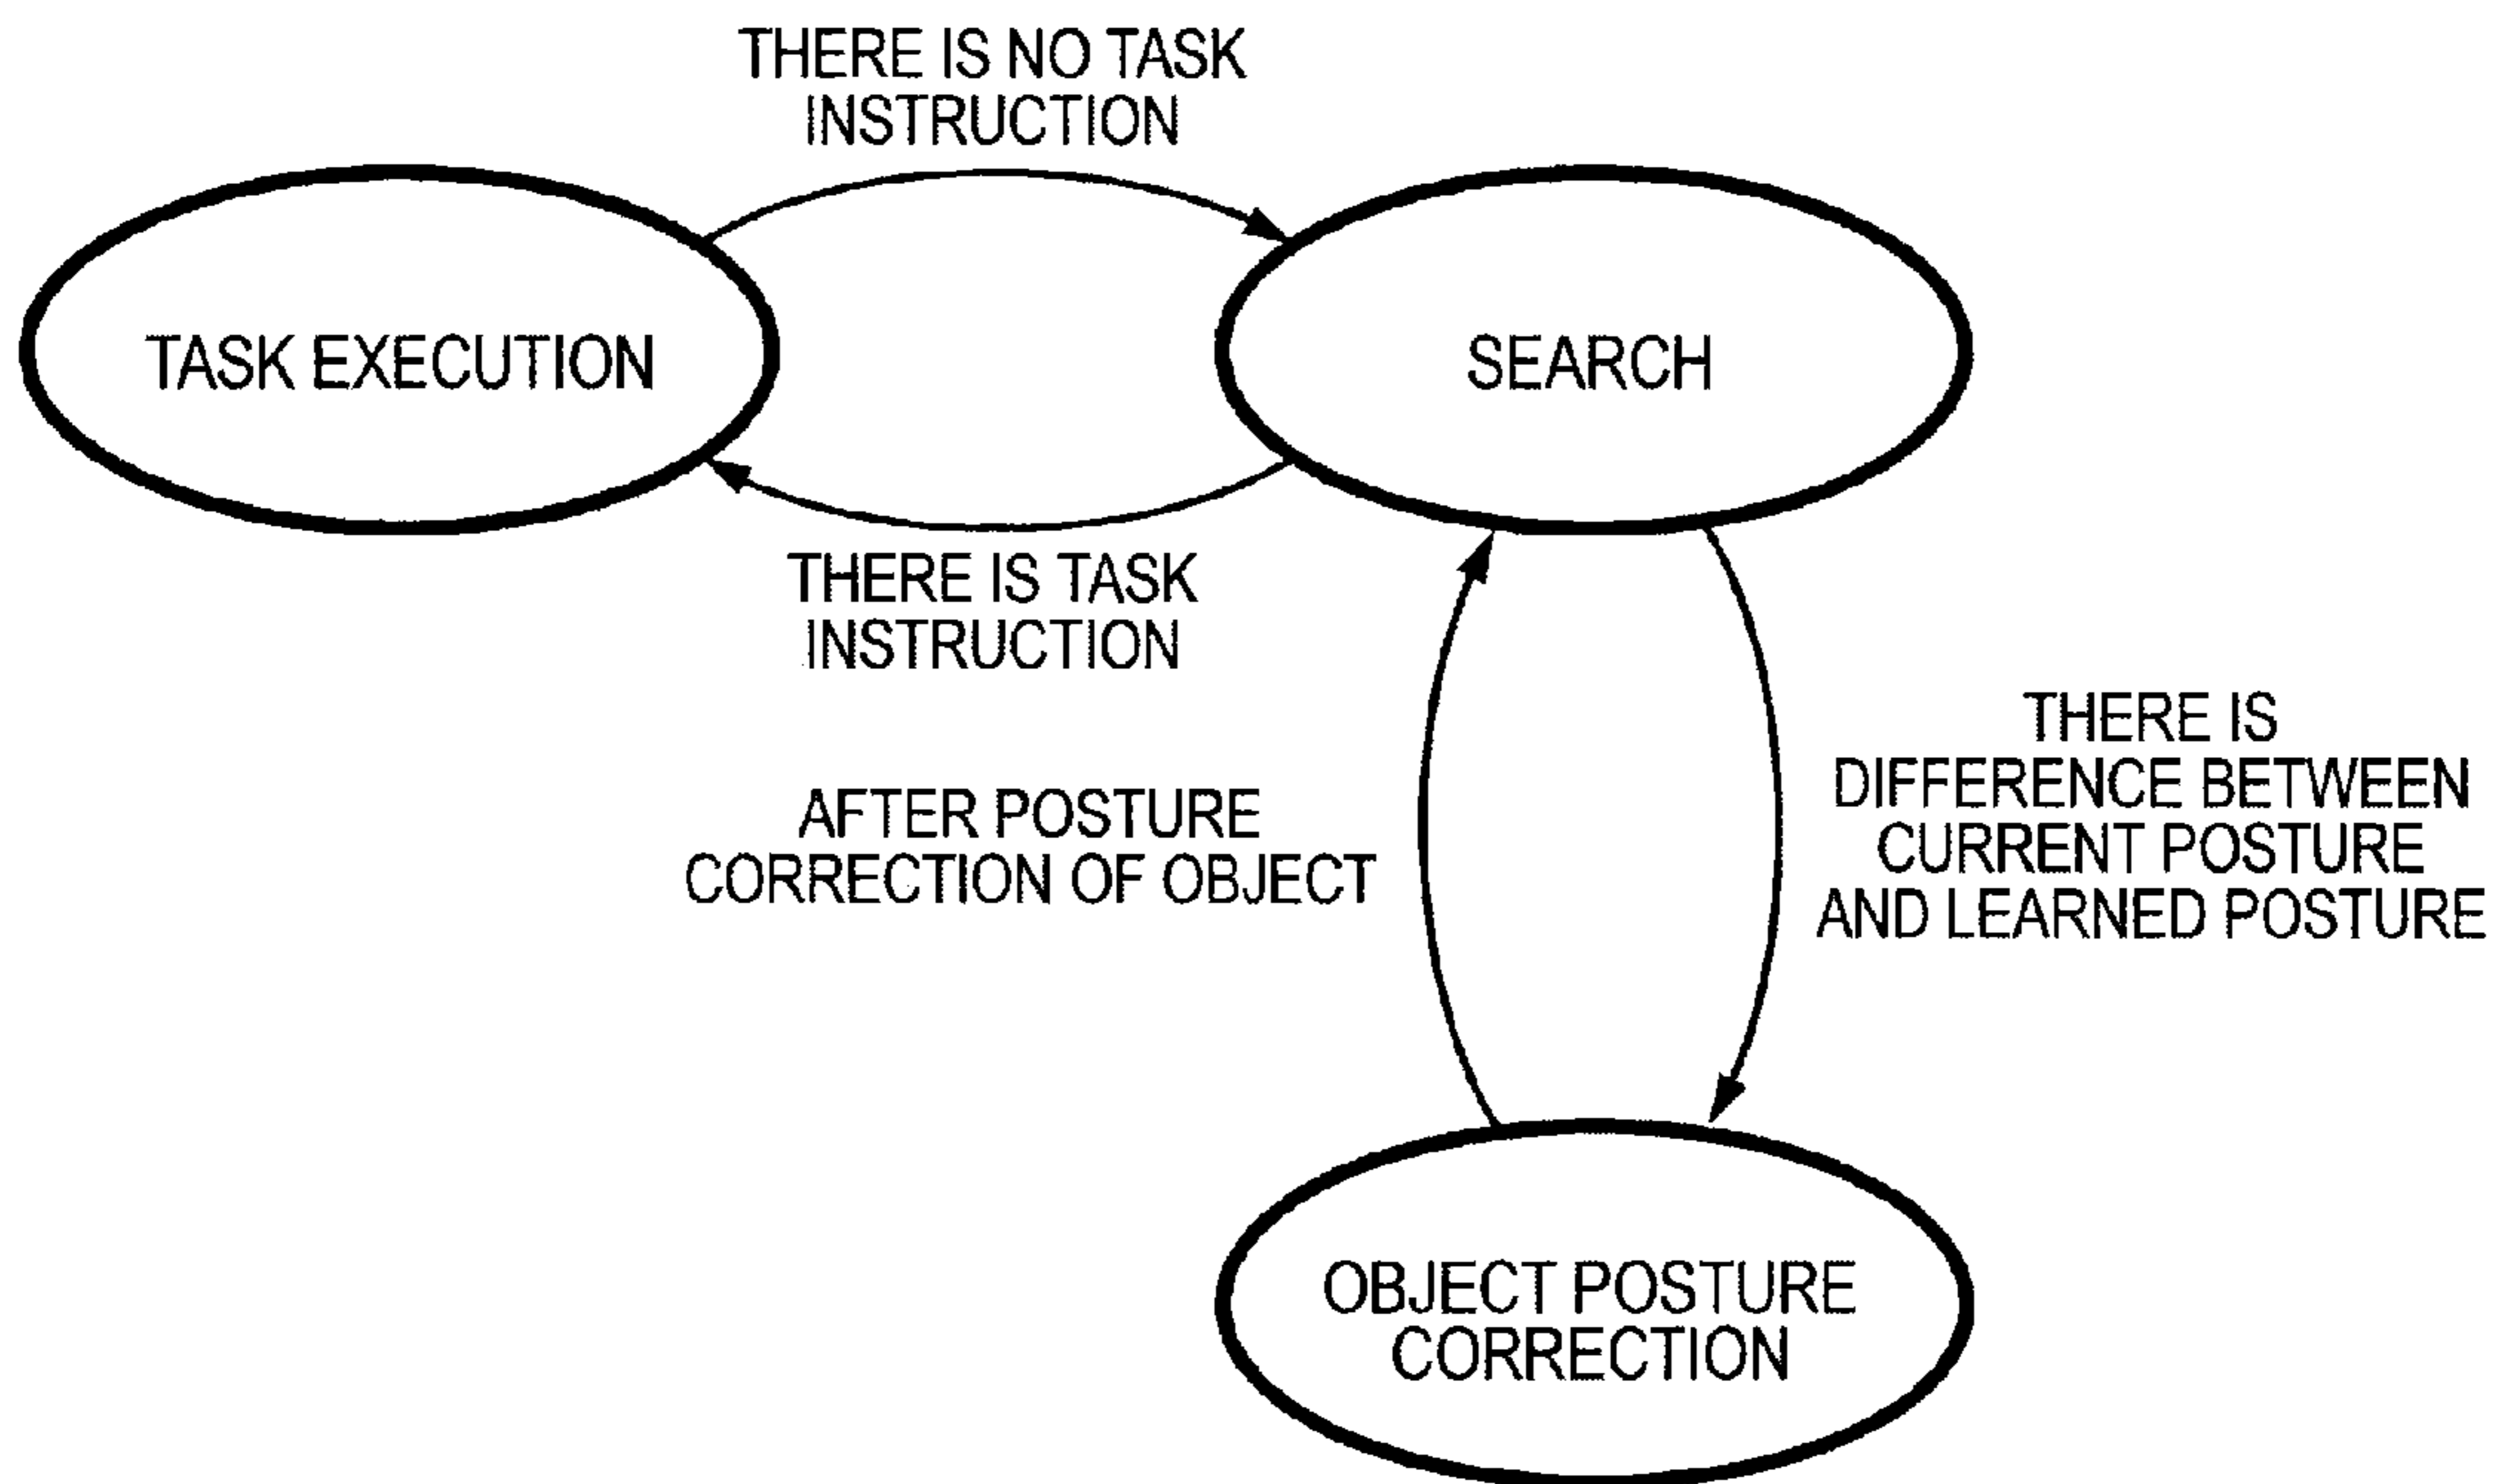 THERE IS NO TASK
INSTRUCTION
TASK EXECUTION
SEARCH
THERE IS TASK
INSTRUCTION
AFTER POSTURE
CORRECTION OF OBJECT
THERE IS
DIFFERENCE BETWEEN
CURRENT POSTURE
AND LEARNED POSTURE
OBJECT POSTURE
CORRECTION